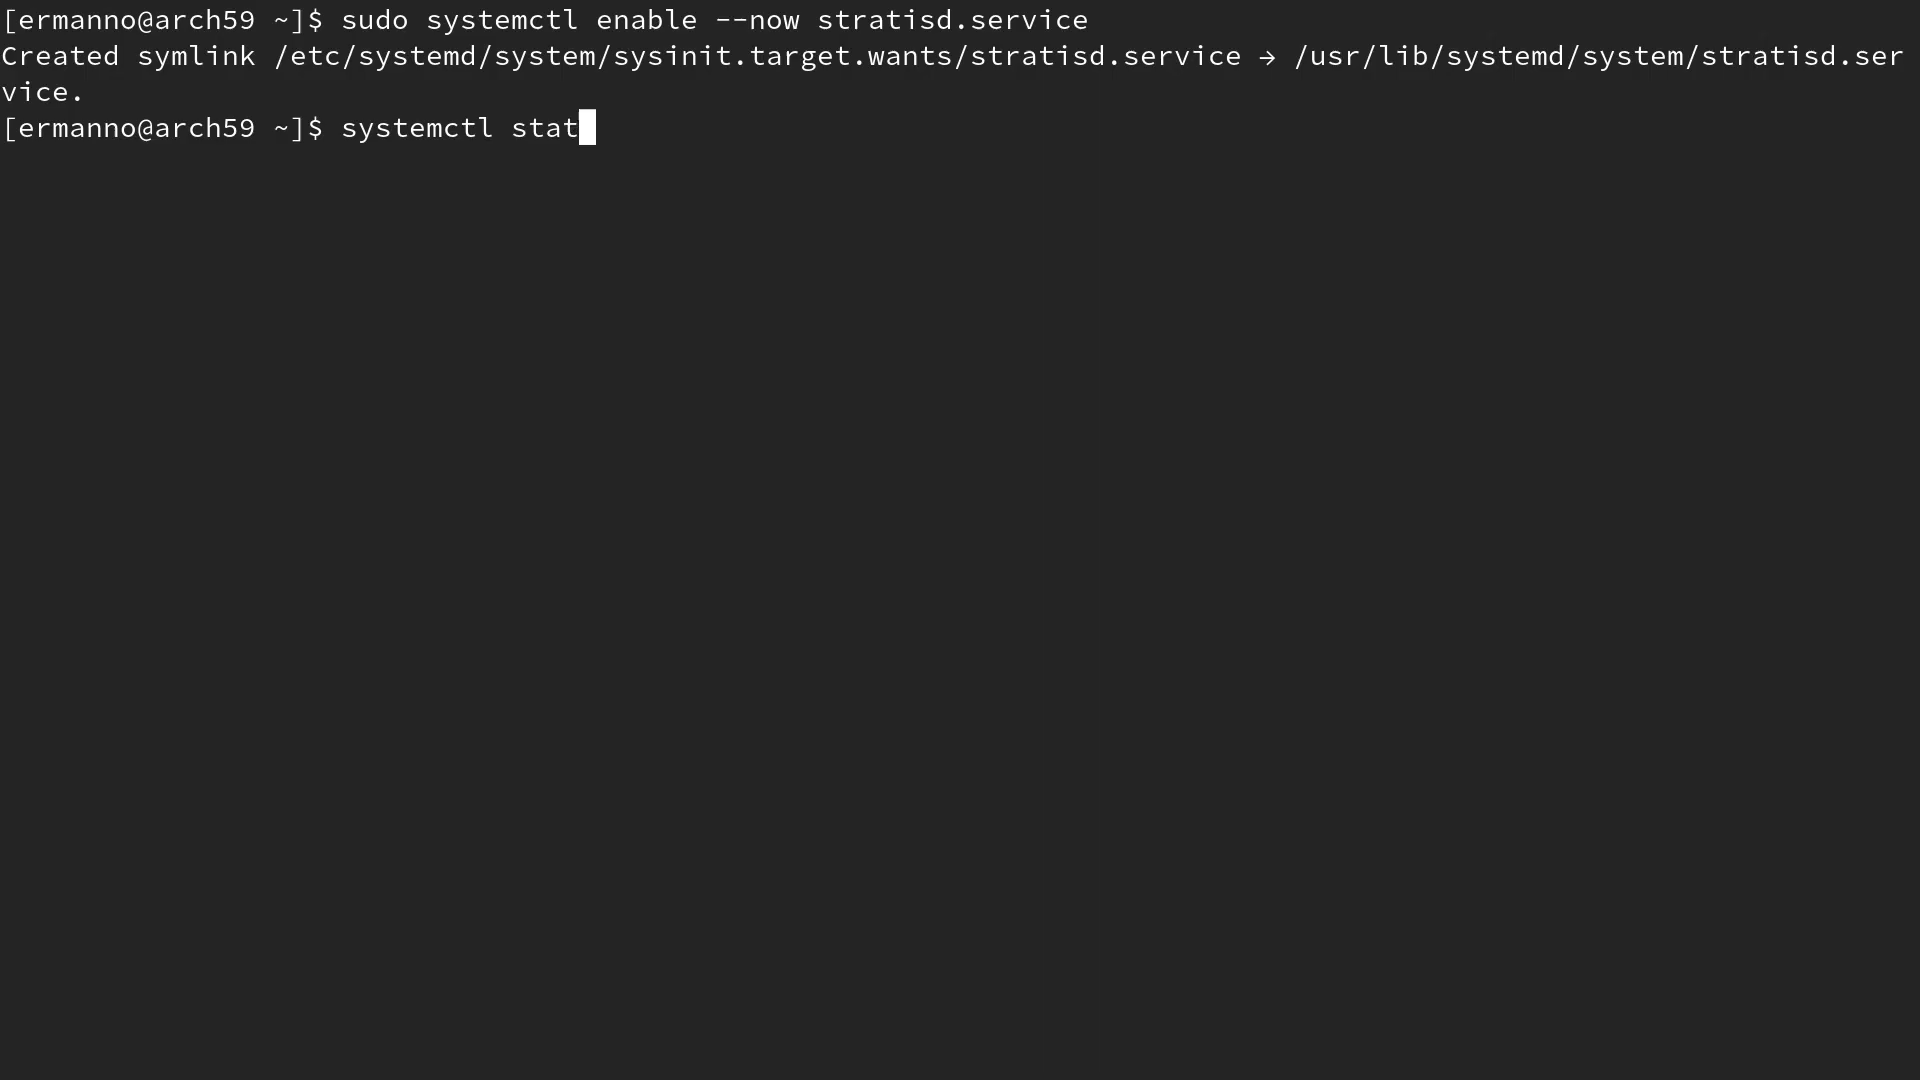 [ermanno@arch59 ~]$ sudo systemctl enable --now stratisd.service
Created symlink /etc/systemd/system/sysinit.target.wants/stratisd.service → /usr/lib/systemd/system/stratisd.ser
vice.
[ermanno@arch59 ~]$ systemctl stat